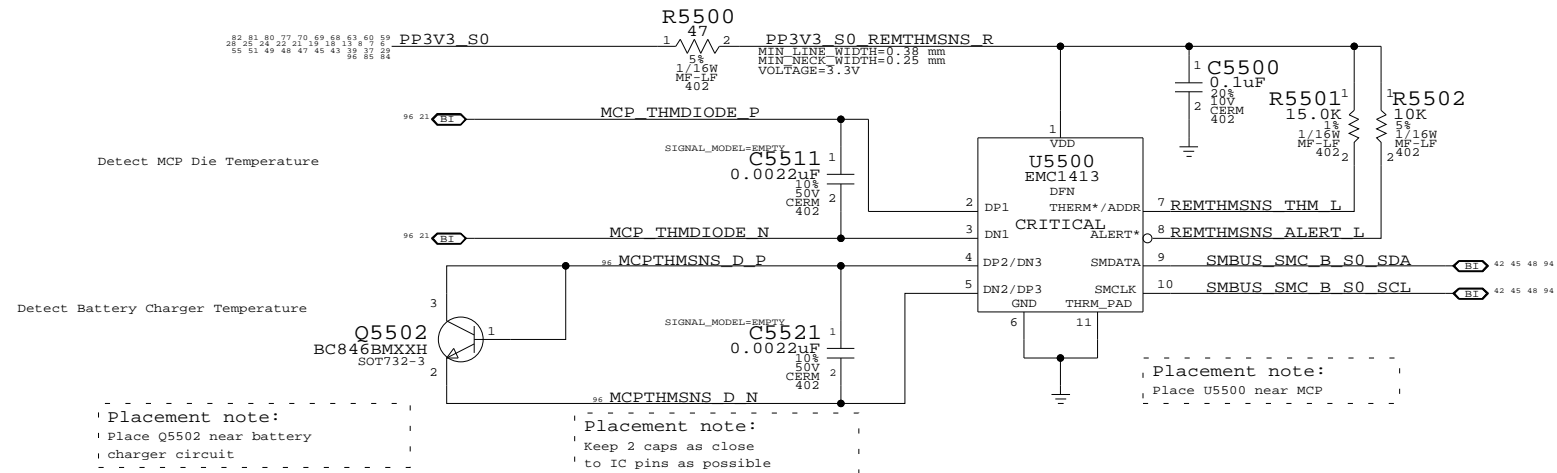 R5500
82 81 80 77 70 69 68 63 60 59
28 25 24 22 21 19 18 13 8 7 6
55 51 49 48 47 45 43 39 37 29
96 85 84
PP3V3_S0
1 47 2
5%
1/16W
MF-LF
402
PP3V3_S0_REMTHMSNS_R
MIN_LINE_WIDTH=0.38 mm
MIN_NECK_WIDTH=0.25 mm
VOLTAGE=3.3V
1 C5500
0.1uF
20%
2 10V
CERM
402
R5501 1
15.0K
1%
1/16W
MF-LF
402 2
1 R5502
10K
5%
1/16W
MF-LF
2 402
96 21 BI MCP_THMDIODE_P
Detect MCP Die Temperature
SIGNAL_MODEL=EMPTY
C5511 1
0.0022uF
10%
50V 2
CERM
402
96 21 BI MCP_THMDIODE_N
1
VDD
U5500
EMC1413
DFN
CRITICAL
2 DP1
3 DN1
4 DP2/DN3
5 DN2/DP3
THERM*/ADDR 7 REMTHMSNS_THM_L
ALERT* 8 REMTHMSNS_ALERT_L
SMDATA 9 SMBUS_SMC_B_S0_SDA BI 42 45 48 94
SMCLK 10 SMBUS_SMC_B_S0_SCL BI 42 45 48 94
GND THRM_PAD
6 11
96 MCPTHMSNS_D_P
Detect Battery Charger Temperature
3
Q5502 1
BC846BMXXH
SOT732-3
2
SIGNAL_MODEL=EMPTY
C5521 1
0.0022uF
10%
50V 2
CERM
402
96 MCPTHMSNS_D_N
Placement note:
Place U5500 near MCP
Placement note:
Place Q5502 near battery
charger circuit
Placement note:
Keep 2 caps as close
to IC pins as possible